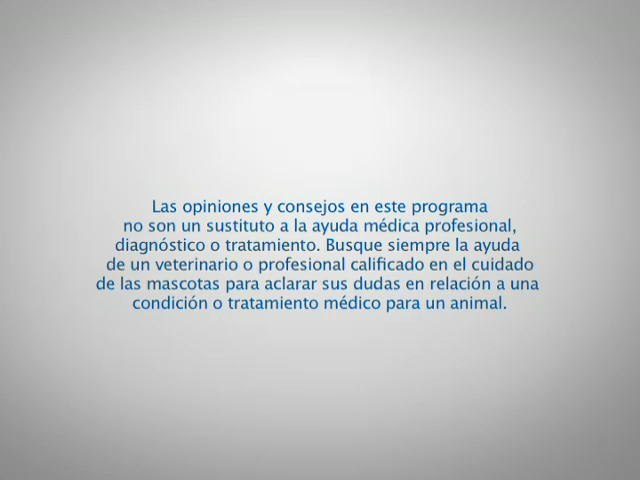 Las opiniones y consejos en este programa
no son un sustituto a la ayuda médica profesional,
diagnóstico o tratamiento. Busque siempre la ayuda
de un veterinario o profesional calificado en el cuidado
de las mascotas para aclarar sus dudas en relación a una
condición o tratamiento médico para un animal.